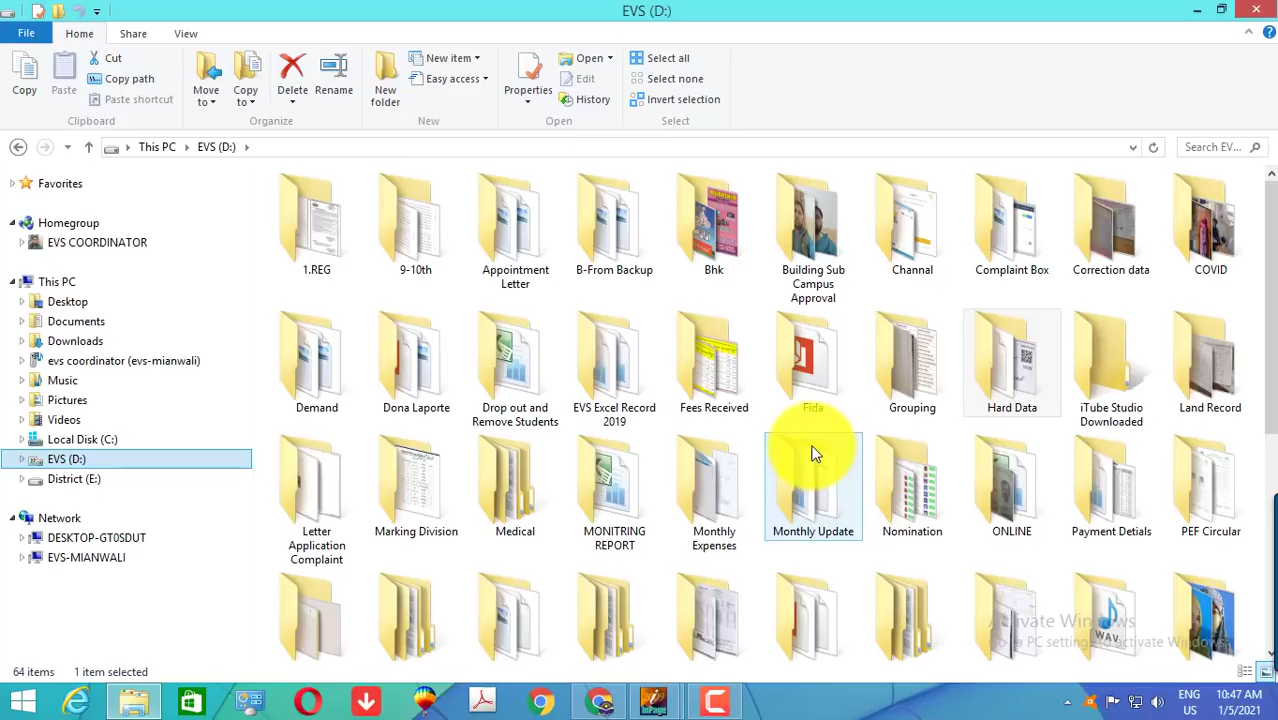 EVS (D:)
File Home Share View
Copy
Paste
Cut
Copy path
Paste shortcut
Clipboard
Move to
Copy to
Delete
Rename
Organize
New folder
New item
Easy access
New
Properties
Open
Edit
History
Open
Select all
Select none
Invert selection
Select
This PC EVS (D:)
Search EV...
Favorites
Homegroup
EVS COORDINATOR
This PC
Desktop
Documents
Downloads
evs coordinator (evs-mianwali)
Music
Pictures
Videos
Local Disk (C:)
EVS (D:)
District (E:)
Network
DESKTOP-GT0SDUT
EVS-MIANWALI
1.REG
9-10th
Appointment
Letter
B-From Backup
Bhk
Building Sub
Campus
Approval
Channal
Complaint Box
Correction data
COVID
Demand
Dona Laporte
Drop out and
Remove Students
EVS Excel Record
2019
Fees Received
Fida
Grouping
Hard Data
iTube Studio
Downloaded
Land Record
Letter
Application
Complaint
Marking Division
Medical
MONITRING
REPORT
Monthly
Expenses
Monthly Update
Nomination
ONLINE
Payment Detials
PEF Circular
WAV
Activate Windows
Go to PC settings to activate Windows.
64 items 1 item selected
InPage
ENG
US
10:47 AM
1/5/2021